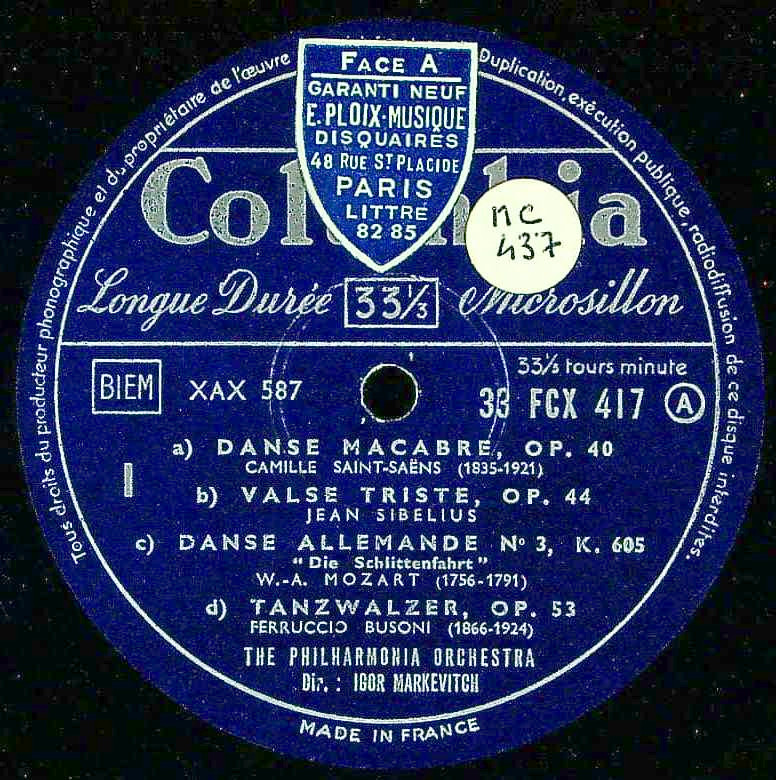 Tous droits du producteur phonographique et du propriétaire de l'œuvre
Duplication, exécution publique, radiodiffusion de ce disque interdites.
FACE A
GARANTI NEUF
E. PLOIX-MUSIQUE
DISQUAIRES
48 RUE ST PLACIDE
PARIS
LITTRE
82 85
Columbia
MC
437
Longue Durée 33⅓ Microsillon
33⅓ tours minute
BIEM XAX 587 33 FCX 417 A
I
a) DANSE MACABRE, OP. 40
CAMILLE SAINT-SAËNS (1835-1921)
b) VALSE TRISTE, OP. 44
JEAN SIBELIUS
c) DANSE ALLEMANDE Nº 3, K. 605
"Die Schlittenfahrt"
W.-A. MOZART (1756-1791)
d) TANZWALZER, OP. 53
FERRUCCIO BUSONI (1866-1924)
THE PHILHARMONIA ORCHESTRA
Dir. : IGOR MARKEVITCH
MADE IN FRANCE